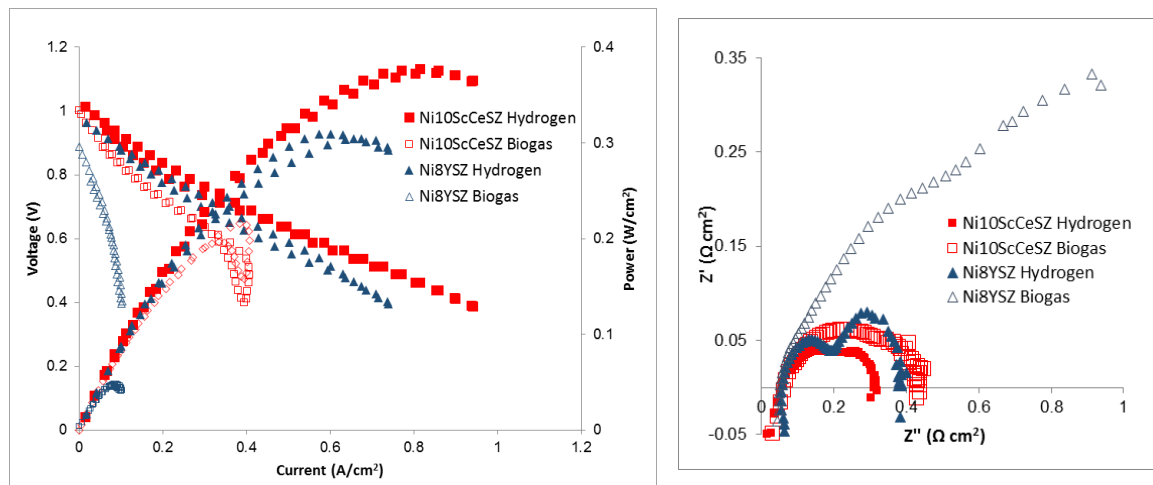 1.2
1
0.8
0.6
0.4
0.2
0
0.4
0.3
0.2
0.1
0
0
0.2
0.4
0.6
0.8
1
1.2
Voltage (V)
Power (W/cm²)
Current (A/cm²)
Ni10ScCeSZ Hydrogen
Ni10ScCeSZ Biogas
Ni8YSZ Hydrogen
Ni8YSZ Biogas
0.35
0.25
0.15
0.05
-0.05
0
0.2
0.4
0.6
0.8
1
Z' (Ω cm²)
Z'' (Ω cm²)
Ni10ScCeSZ Hydrogen
Ni10ScCeSZ Biogas
Ni8YSZ Hydrogen
Ni8YSZ Biogas